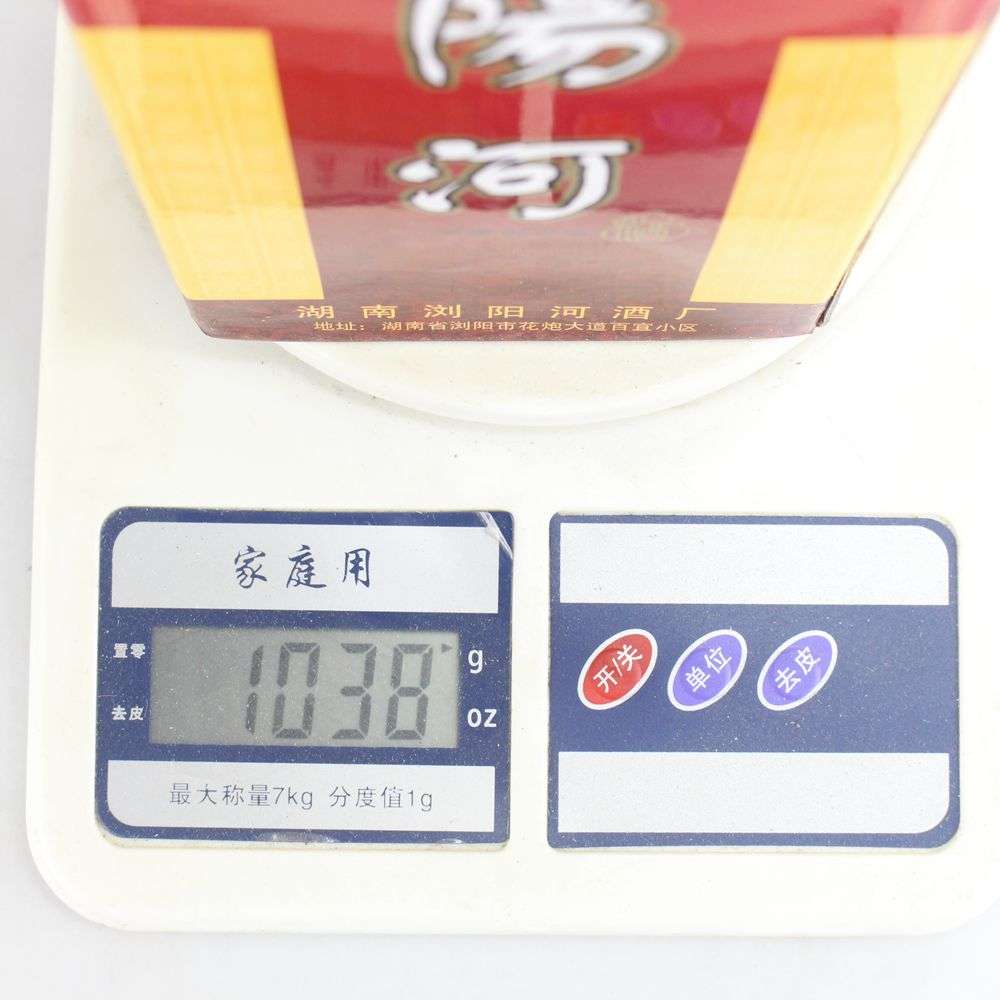 陽
河
湖南浏阳河酒厂
地址：湖南省浏阳市花炮大道百宜小区
家庭用
置零
1038
g
去皮
oz
最大称量7kg 分度值1g
开/关
单位
去皮